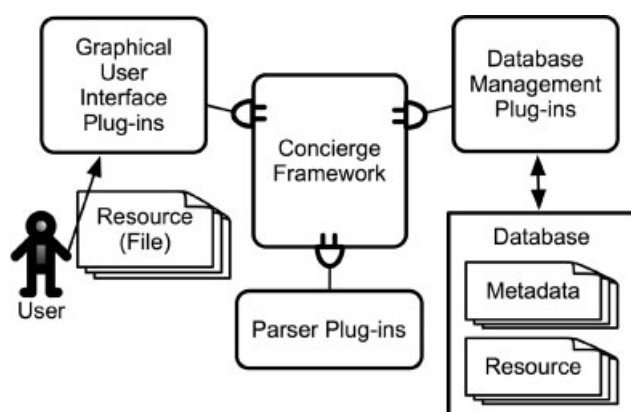 Graphical
User
Interface
Plug-ins
Concierge
Framework
Database
Management
Plug-ins
Resource
(File)
User
Parser Plug-ins
Database
Metadata
Resource